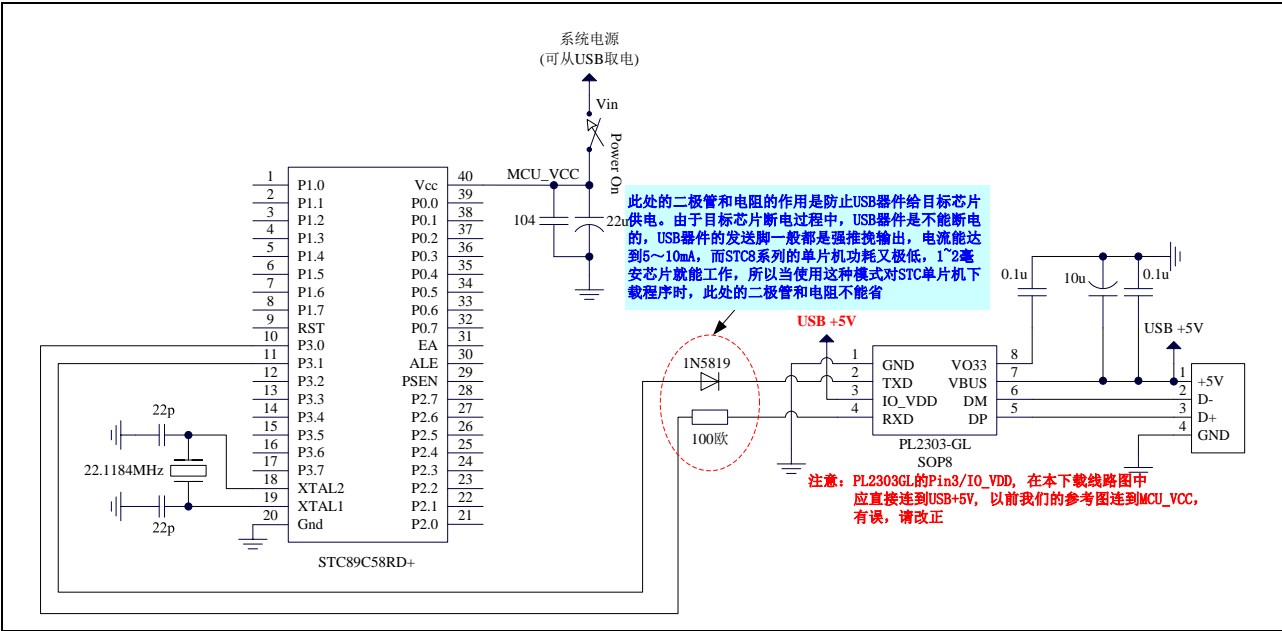 系统电源
(可从USB取电)
Vin
Power On
MCU_VCC
104
22u
此处的二极管和电阻的作用是防止USB器件给目标芯片
供电。由于目标芯片断电过程中，USB器件是不能断电
的，USB器件的发送脚一般都是强推挽输出，电流能达
到5～10mA，而STC8系列的单片机功耗又极低，1~2毫
安芯片就能工作，所以当使用这种模式对STC单片机下
载程序时，此处的二极管和电阻不能省
1 P1.0
2 P1.1
3 P1.2
4 P1.3
5 P1.4
6 P1.5
7 P1.6
8 P1.7
9 RST
10 P3.0
11 P3.1
12 P3.2
13 P3.3
14 P3.4
15 P3.5
16 P3.6
17 P3.7
18 XTAL2
19 XTAL1
20 Gnd
Vcc 40
P0.0 39
P0.1 38
P0.2 37
P0.3 36
P0.4 35
P0.5 34
P0.6 33
P0.7 32
EA 31
ALE 30
PSEN 29
P2.7 28
P2.6 27
P2.5 26
P2.4 25
P2.3 24
P2.2 23
P2.1 22
P2.0 21
STC89C58RD+
22p
22.1184MHz
22p
1N5819
100欧
USB +5V
1 GND
2 TXD
3 IO_VDD
4 RXD
VO33 8
VBUS 7
DM 6
DP 5
PL2303-GL
SOP8
0.1u
10u
0.1u
USB +5V
1 +5V
2 D-
3 D+
4 GND
注意：PL2303GL的Pin3/IO_VDD, 在本下载线路图中
应直接连到USB+5V, 以前我们的参考图连到MCU_VCC,
有误，请改正